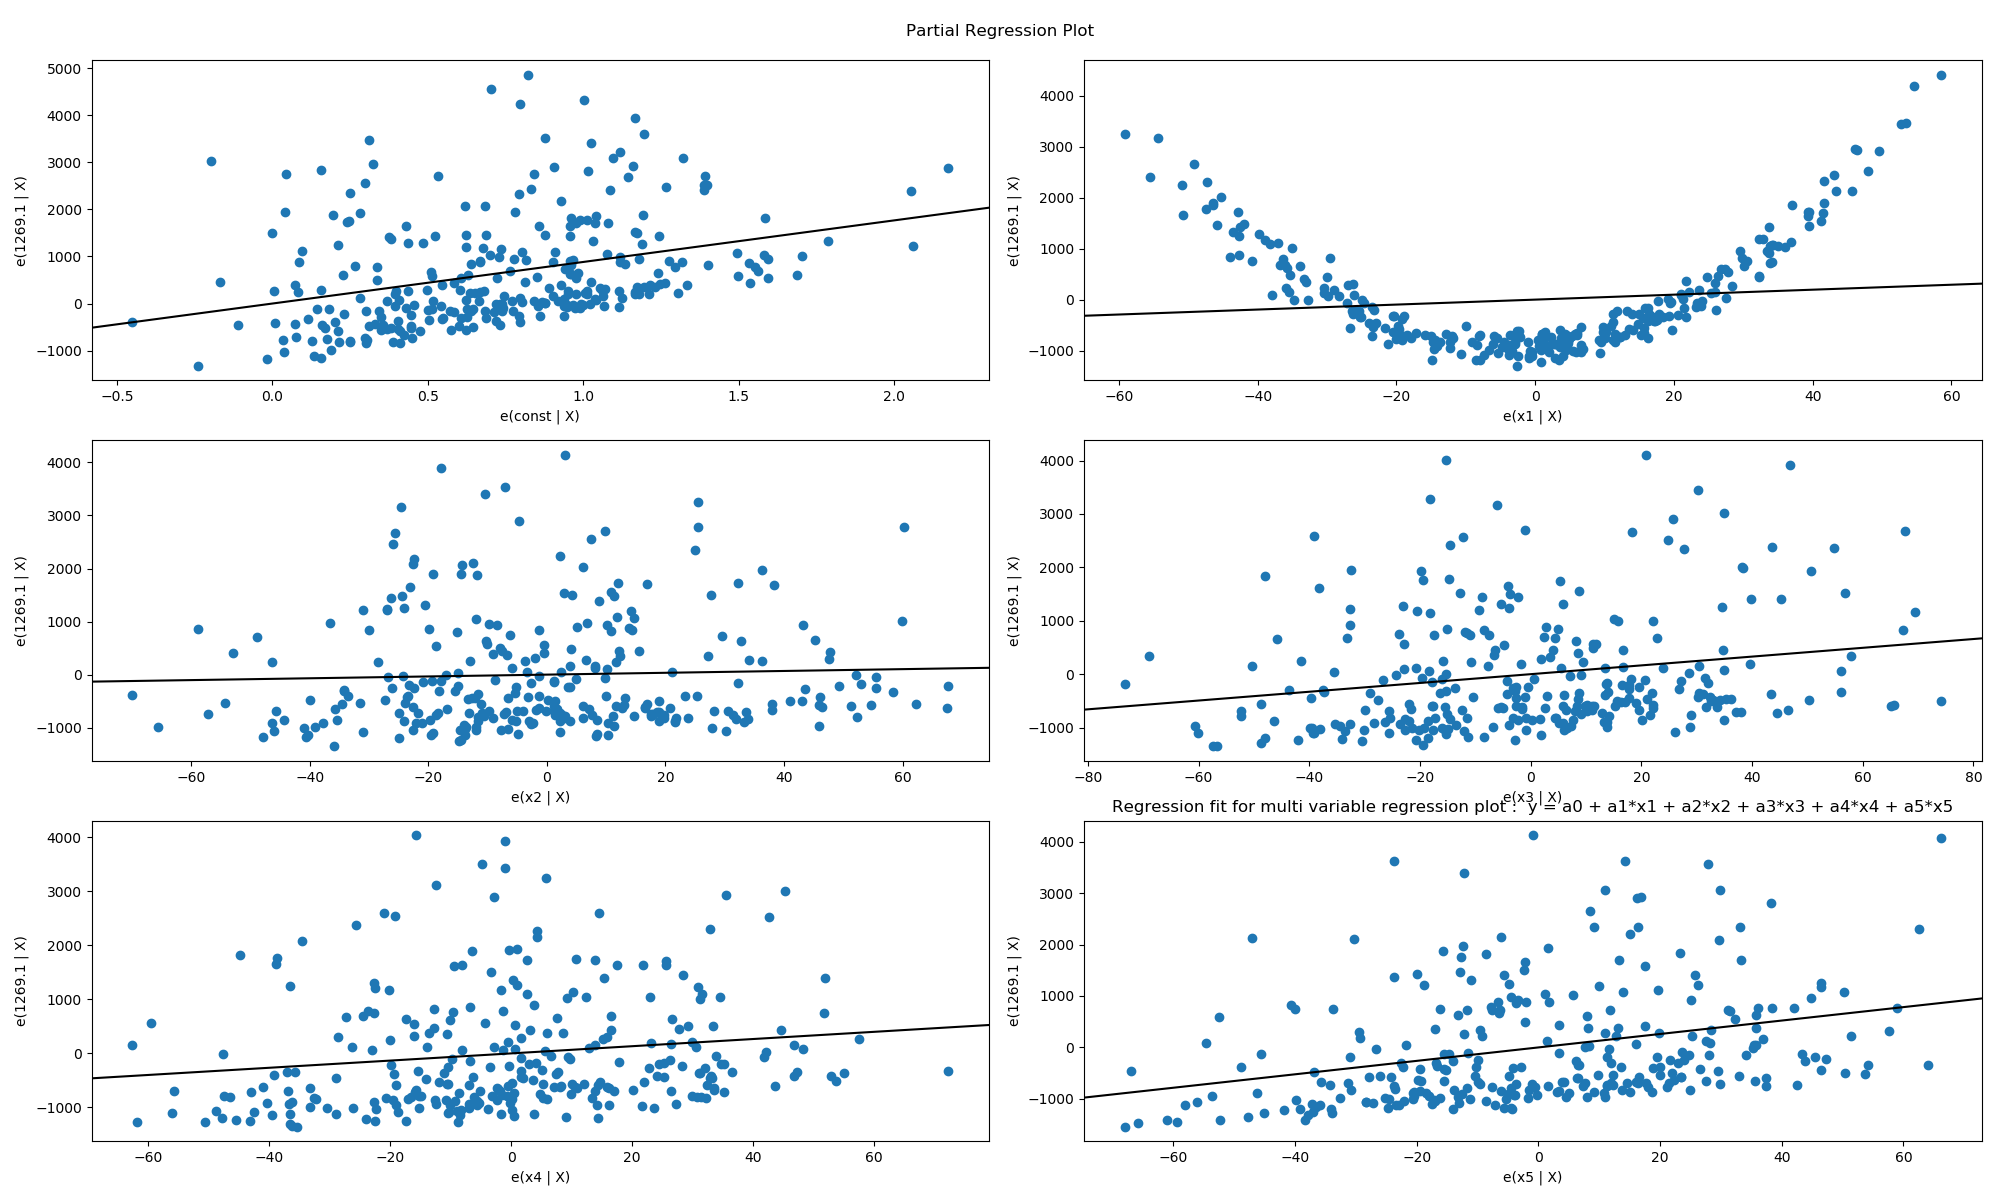 Partial Regression Plot
5000
4000
3000
2000
1000
0
−1000
e(1269.1 | X)
−0.5 0.0 0.5 1.0 1.5 2.0
e(const | X)
4000
3000
2000
1000
0
−1000
e(1269.1 | X)
−60 −40 −20 0 20 40 60
e(x1 | X)
4000
3000
2000
1000
0
−1000
e(1269.1 | X)
−60 −40 −20 0 20 40 60
e(x2 | X)
4000
3000
2000
1000
0
−1000
e(1269.1 | X)
−80 −60 −40 −20 0 20 40 60 80
e(x3 | X)
4000
3000
2000
1000
0
−1000
e(1269.1 | X)
−60 −40 −20 0 20 40 60
e(x4 | X)
Regression fit for multi variable regression plot : y = a0 + a1*x1 + a2*x2 + a3*x3 + a4*x4 + a5*x5
4000
3000
2000
1000
0
−1000
e(1269.1 | X)
−60 −40 −20 0 20 40 60
e(x5 | X)